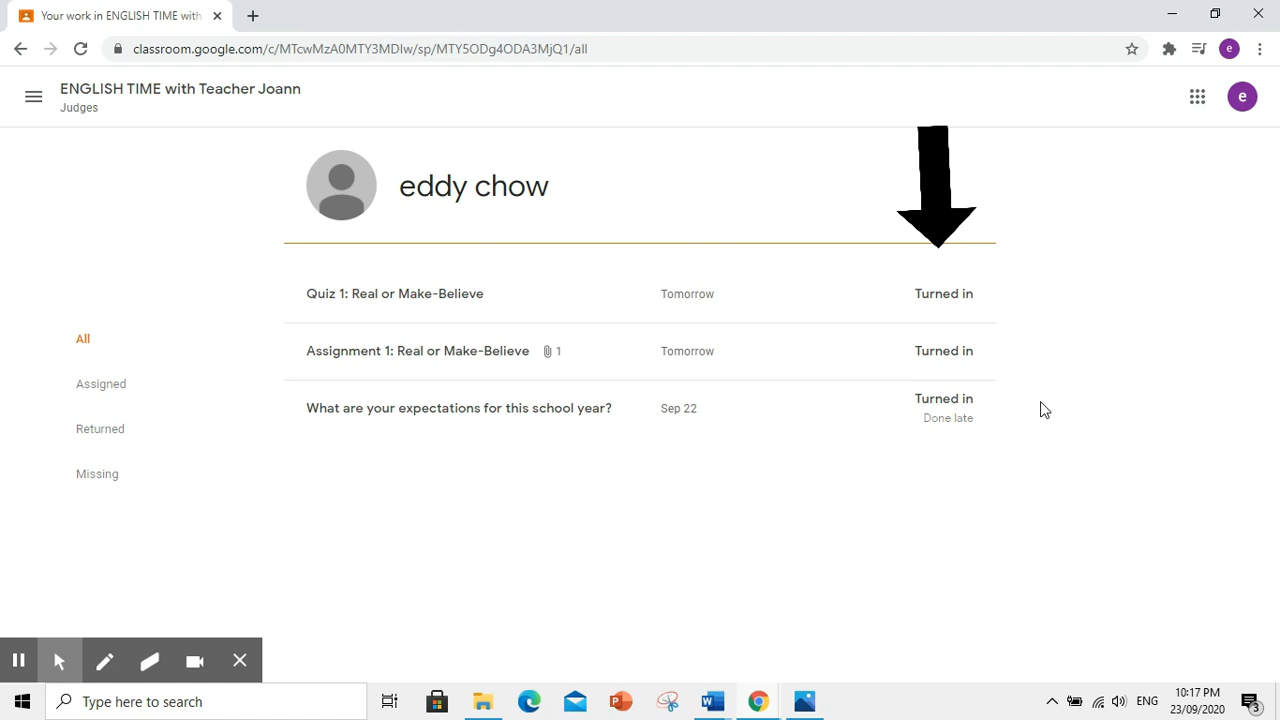 Your work in ENGLISH TIME with
classroom.google.com/c/MTcwMzA0MTY3MDIw/sp/MTY5ODg4ODA3MjQ1/all
e
ENGLISH TIME with Teacher Joann
Judges
e
eddy chow
Quiz 1: Real or Make-Believe Tomorrow Turned in
All
Assignment 1: Real or Make-Believe 1 Tomorrow Turned in
Assigned
What are your expectations for this school year? Sep 22 Turned in
Done late
Returned
Missing
Type here to search
ENG
10:17 PM
23/09/2020
3